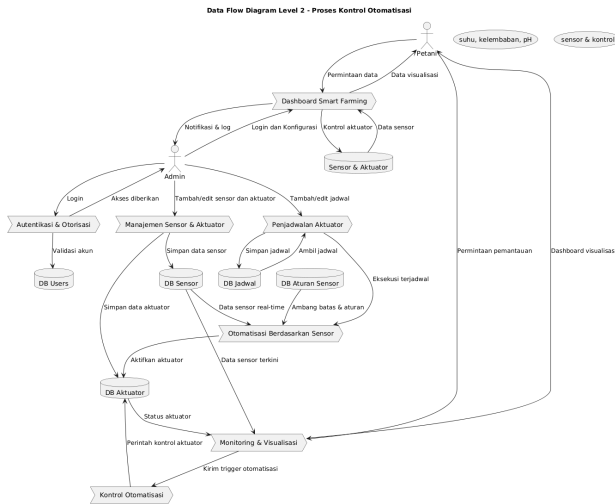 Data Flow Diagram Level 2 - Proses Kontrol Otomatisasi
Petani
suhu, kelembaban, pH
sensor & kontrol
Permintaan data
Data visualisasi
Dashboard Smart Farming
Notifikasi & log
Login dan Konfigurasi
Kontrol aktuator
Data sensor
Sensor & Aktuator
Admin
Login
Akses diberikan
Tambah/edit sensor dan aktuator
Tambah/edit jadwal
Autentikasi & Otorisasi
Manajemen Sensor & Aktuator
Penjadwalan Aktuator
Validasi akun
Simpan data sensor
Simpan jadwal
Ambil jadwal
Permintaan pemantauan
Dashboard visualisas
DB Users
DB Sensor
DB Jadwal
DB Aturan Sensor
Eksekusi terjadwal
Simpan data aktuator
Data sensor real-time
Ambang batas & aturan
Otomatisasi Berdasarkan Sensor
Aktifkan aktuator
Data sensor terkini
DB Aktuator
Status aktuator
Perintah kontrol aktuator
Monitoring & Visualisasi
Kirim trigger otomatisasi
Kontrol Otomatisasi